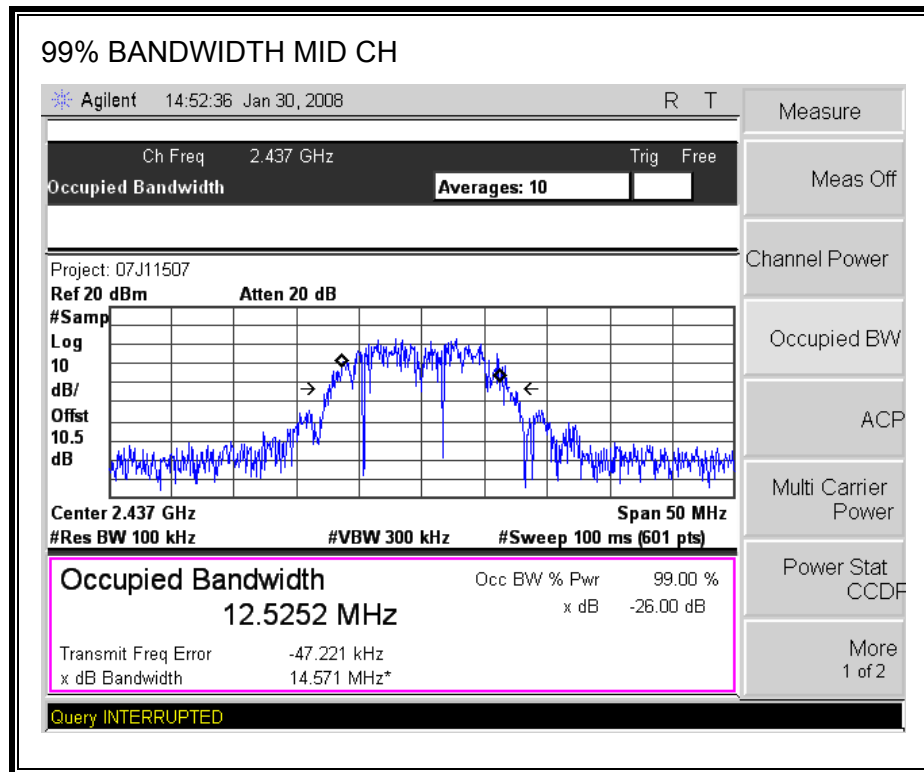 99% BANDWIDTH MID CH
Agilent 14:52:36 Jan 30, 2008 R T
Measure
Ch Freq 2.437 GHz Trig Free
Occupied Bandwidth Averages: 10
Meas Off
Channel Power
Project: 07J11507
Ref 20 dBm Atten 20 dB
#Samp
Log
10
dB/
Offst
10.5
dB
Occupied BW
ACP
Multi Carrier
Power
Center 2.437 GHz Span 50 MHz
#Res BW 100 kHz #VBW 300 kHz #Sweep 100 ms (601 pts)
Occupied Bandwidth Occ BW % Pwr 99.00 %
12.5252 MHz x dB -26.00 dB
Power Stat
CCDF
Transmit Freq Error -47.221 kHz
x dB Bandwidth 14.571 MHz*
More
1 of 2
Query INTERRUPTED